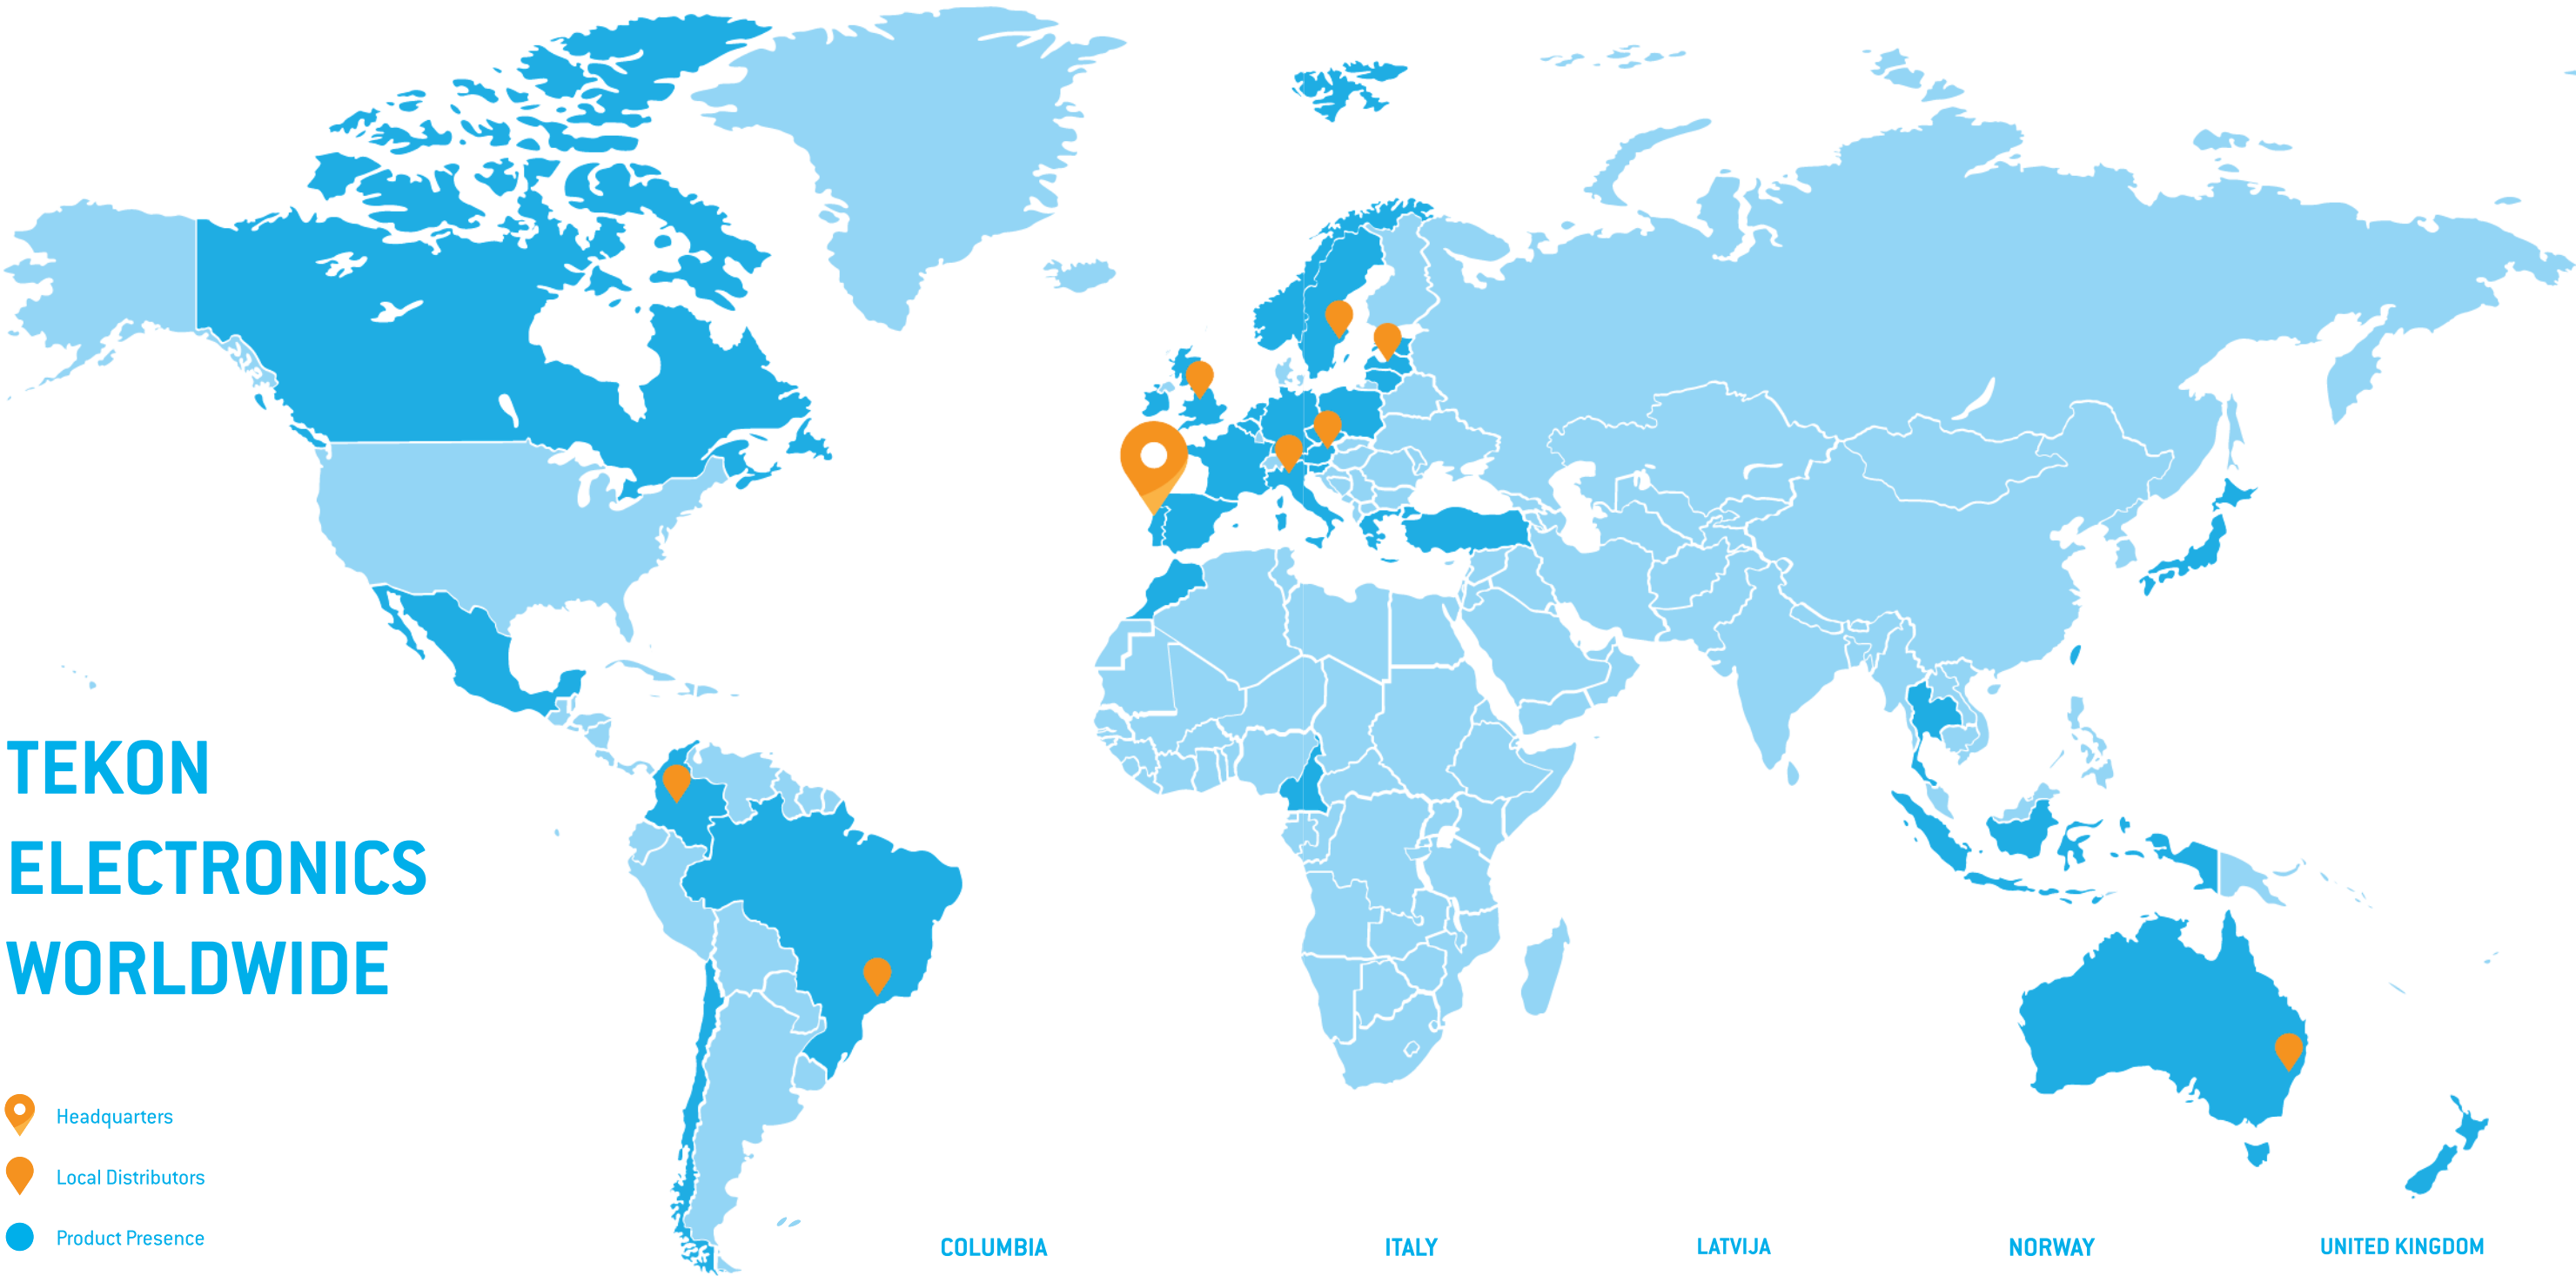 TEKON
ELECTRONICS
WORLDWIDE
Headquarters
Local Distributors
Product Presence
COLUMBIA
ITALY
LATVIJA
NORWAY
UNITED KINGDOM